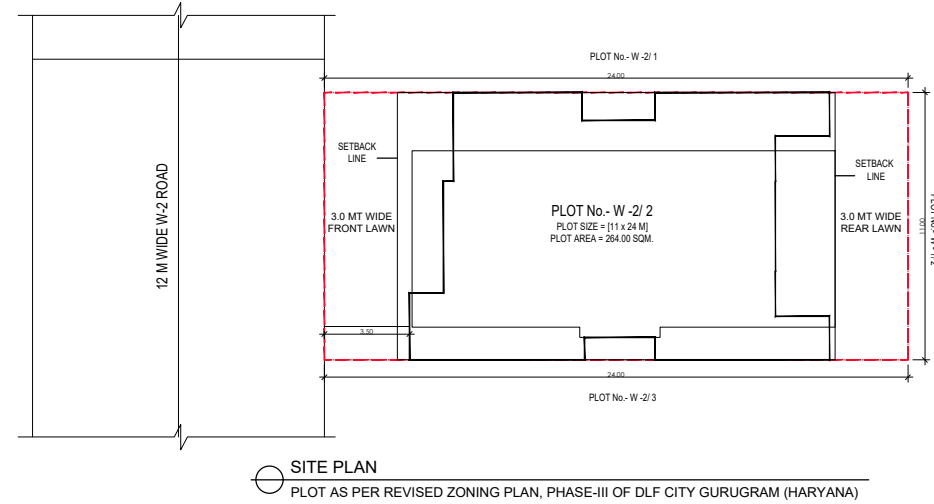 PLOT No.- W -2/ 1
24.00
SETBACK
LINE
SETBACK
LINE
12 M WIDE W-2 ROAD
3.0 MT WIDE
FRONT LAWN
PLOT No.- W -2/ 2
PLOT SIZE = [11 x 24 M]
PLOT AREA = 264.00 SQM.
3.0 MT WIDE
REAR LAWN
11.00
3.50
24.00
PLOT No.- W -2/ 3
SITE PLAN
PLOT AS PER REVISED ZONING PLAN, PHASE-III OF DLF CITY GURUGRAM (HARYANA)